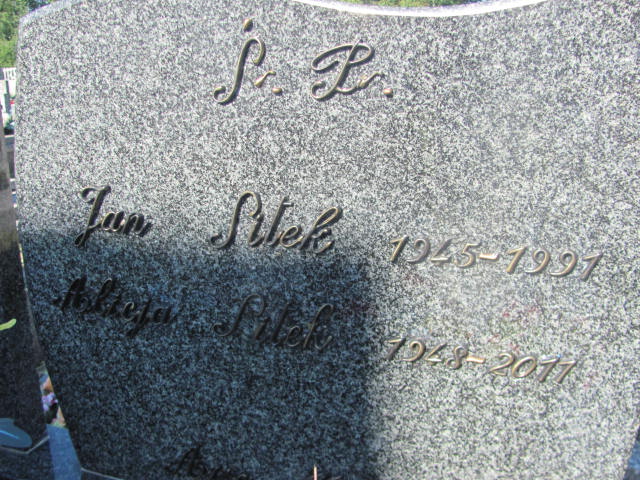 Ś. P.
Jan Sitek 1945-1991
Alicja Sitek 1948-2011